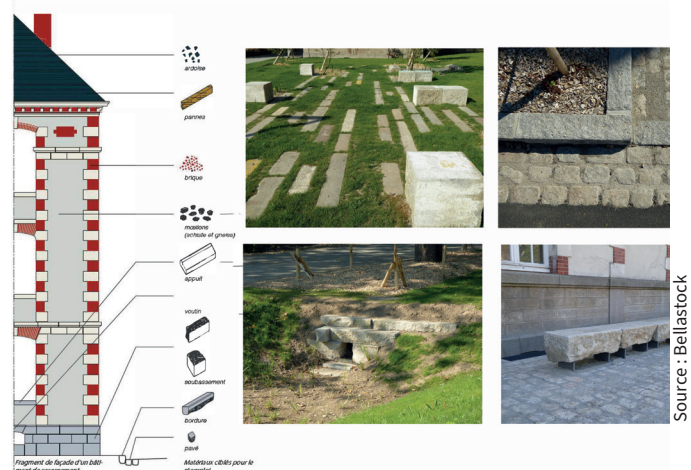 ardoise
pannes
brique
moellons
(schiste et gneiss)
appuit
voutin
soubassement
bordure
pavé
Fragment de façade d'un bâti-
Matériaux ciblés pour le
Source : Bellastock